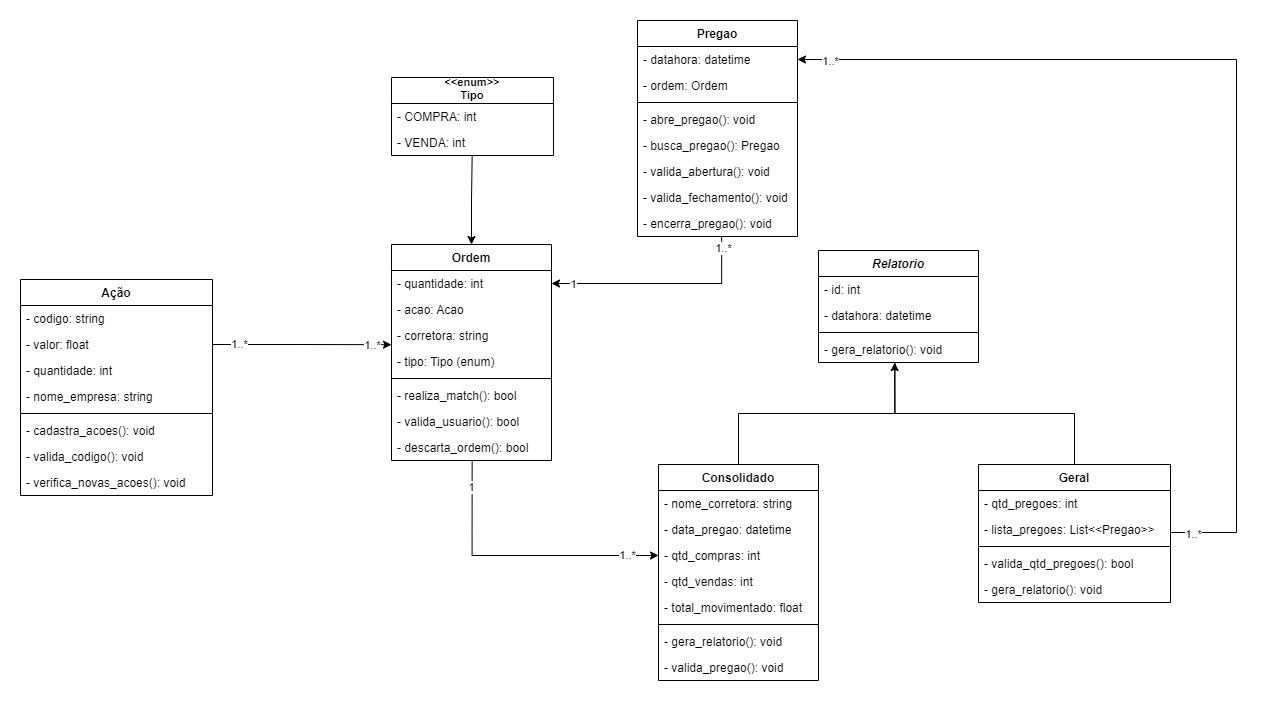 Pregao
- datahora: datetime
- ordem: Ordem
- abre_pregao(): void
- busca_pregao(): Pregao
- valida_abertura(): void
- valida_fechamento(): void
- encerra_pregao(): void
1..*
1..*
<<enum>>
Tipo
- COMPRA: int
- VENDA: int
Ordem
- quantidade: int
- acao: Acao
- corretora: string
- tipo: Tipo (enum)
- realiza_match(): bool
- valida_usuario(): bool
- descarta_ordem(): bool
1
1
Ação
- codigo: string
- valor: float
- quantidade: int
- nome_empresa: string
- cadastra_acoes(): void
- valida_codigo(): void
- verifica_novas_acoes(): void
1..*
1..*
Relatorio
- id: int
- datahora: datetime
- gera_relatorio(): void
Consolidado
- nome_corretora: string
- data_pregao: datetime
- qtd_compras: int
- qtd_vendas: int
- total_movimentado: float
- gera_relatorio(): void
- valida_pregao(): void
1..*
Geral
- qtd_pregoes: int
- lista_pregoes: List<<Pregao>>
- valida_qtd_pregoes(): bool
- gera_relatorio(): void
1..*